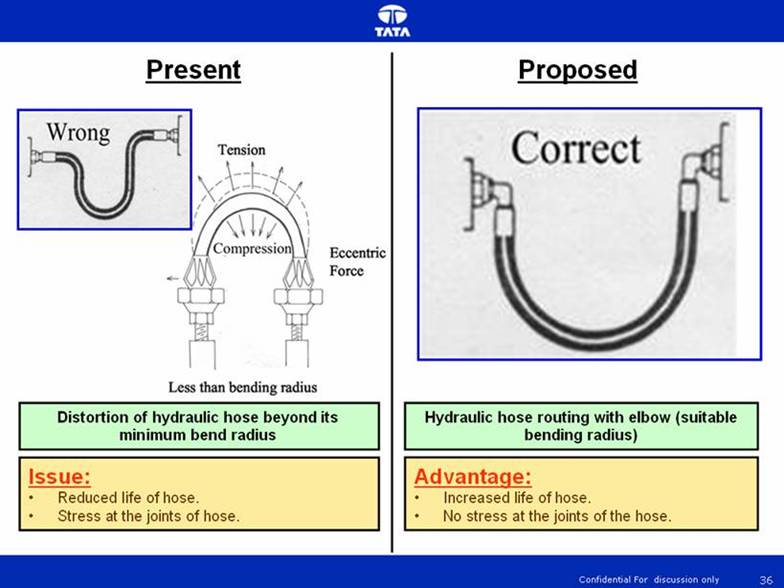 TATA
Present
Wrong
Tension
Compression
Eccentric
Force
Less than bending radius
Distortion of hydraulic hose beyond its
minimum bend radius
Issue:
• Reduced life of hose.
• Stress at the joints of hose.
Proposed
Correct
Hydraulic hose routing with elbow (suitable
bending radius)
Advantage:
• Increased life of hose.
• No stress at the joints of the hose.
Confidential For discussion only
36